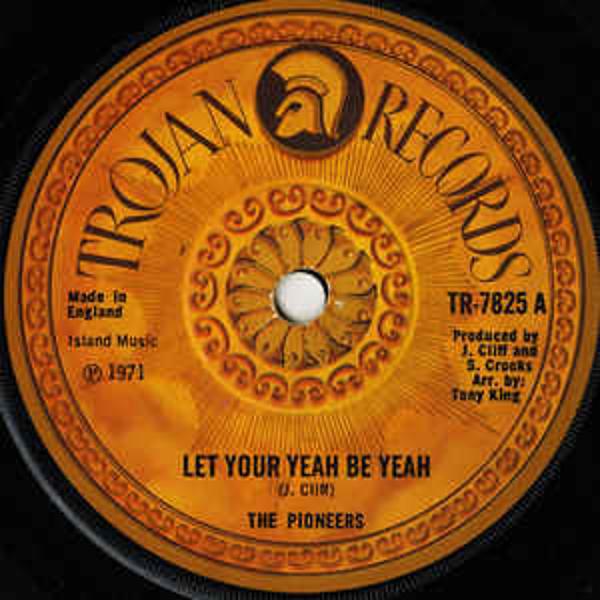 TROJAN RECORDS
Made in
England
Island Music
℗ 1971
TR-7825 A
Produced by
J. Cliff and
S. Crooks
Arr. by:
Tony King
LET YOUR YEAH BE YEAH
(J. Cliff)
THE PIONEERS